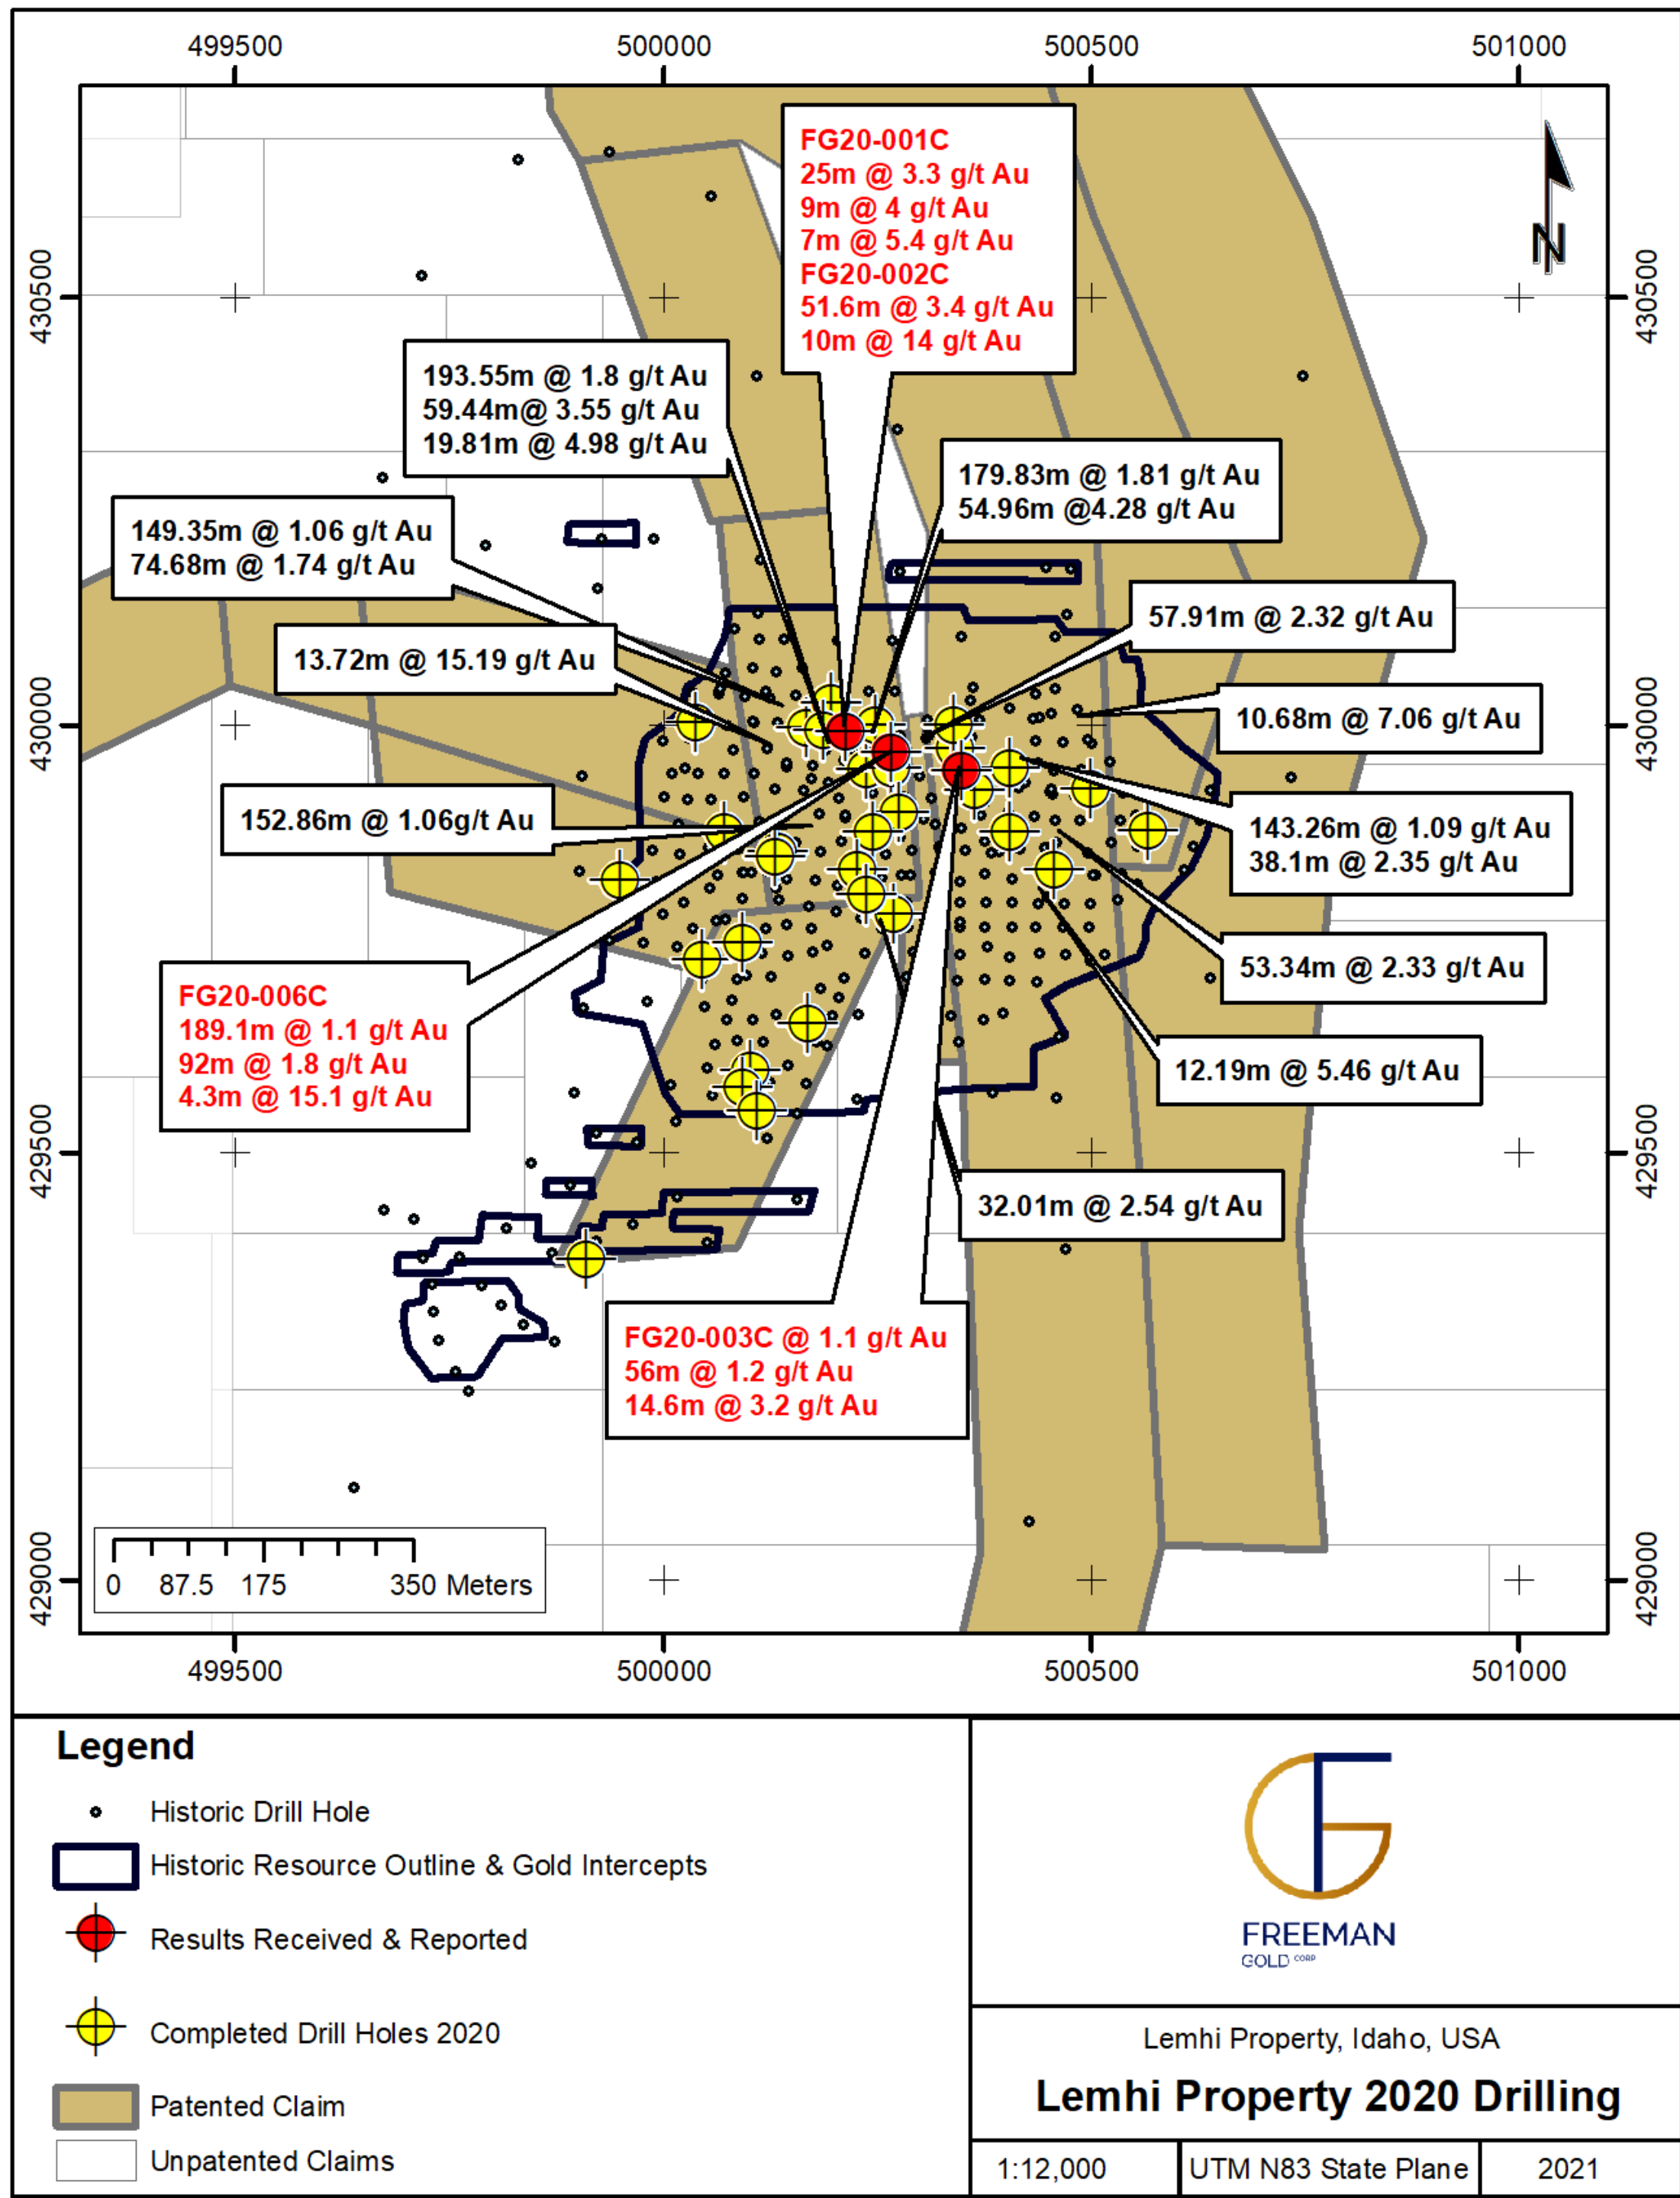 499500 500000 500500 501000
430500 430500
430000 430000
429500 429500
429000 429000
FG20-001C
25m @ 3.3 g/t Au
9m @ 4 g/t Au
7m @ 5.4 g/t Au
FG20-002C
51.6m @ 3.4 g/t Au
10m @ 14 g/t Au
N
193.55m @ 1.8 g/t Au
59.44m@ 3.55 g/t Au
19.81m @ 4.98 g/t Au
179.83m @ 1.81 g/t Au
54.96m @4.28 g/t Au
149.35m @ 1.06 g/t Au
74.68m @ 1.74 g/t Au
57.91m @ 2.32 g/t Au
13.72m @ 15.19 g/t Au
10.68m @ 7.06 g/t Au
152.86m @ 1.06g/t Au
143.26m @ 1.09 g/t Au
38.1m @ 2.35 g/t Au
53.34m @ 2.33 g/t Au
FG20-006C
189.1m @ 1.1 g/t Au
92m @ 1.8 g/t Au
4.3m @ 15.1 g/t Au
12.19m @ 5.46 g/t Au
32.01m @ 2.54 g/t Au
FG20-003C @ 1.1 g/t Au
56m @ 1.2 g/t Au
14.6m @ 3.2 g/t Au
0 87.5 175 350 Meters
499500 500000 500500 501000
Legend
Historic Drill Hole
Historic Resource Outline & Gold Intercepts
Results Received & Reported
Completed Drill Holes 2020
Patented Claim
Unpatented Claims
FREEMAN
GOLD CORP
Lemhi Property, Idaho, USA
Lemhi Property 2020 Drilling
1:12,000 UTM N83 State Plane 2021